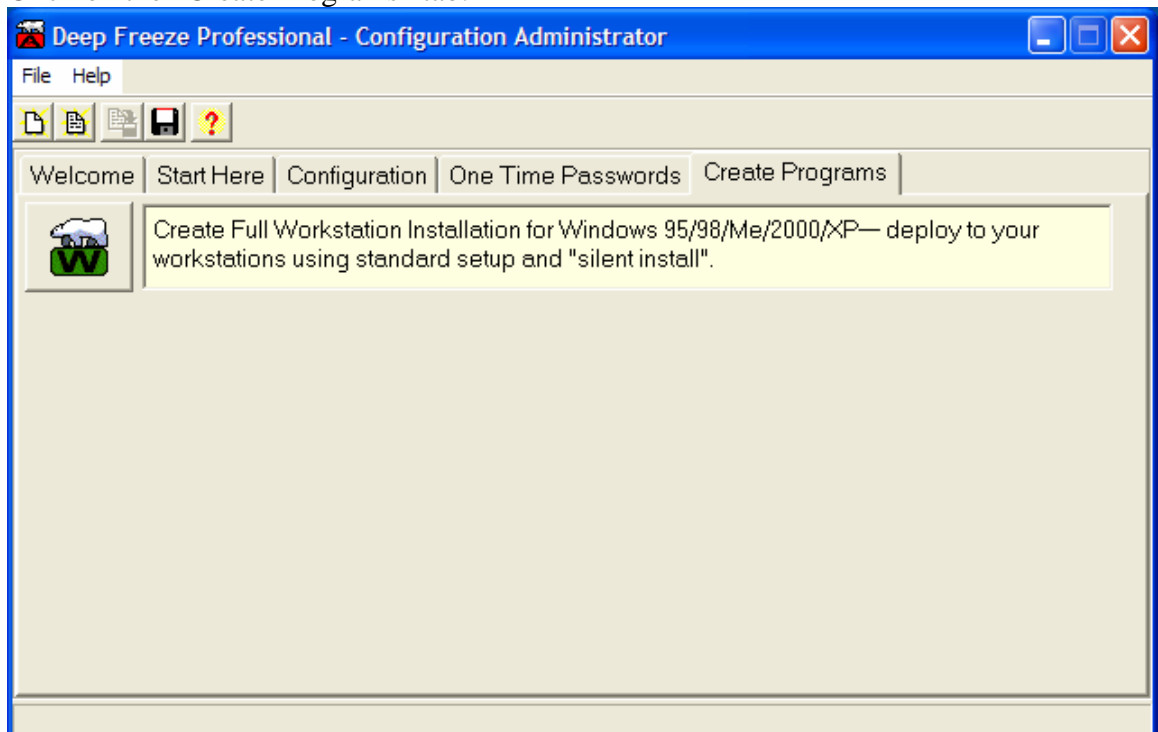 Deep Freeze Professional - Configuration Administrator
File Help
?
Welcome Start Here Configuration One Time Passwords Create Programs
W
Create Full Workstation Installation for Windows 95/98/Me/2000/XP— deploy to your
workstations using standard setup and "silent install".